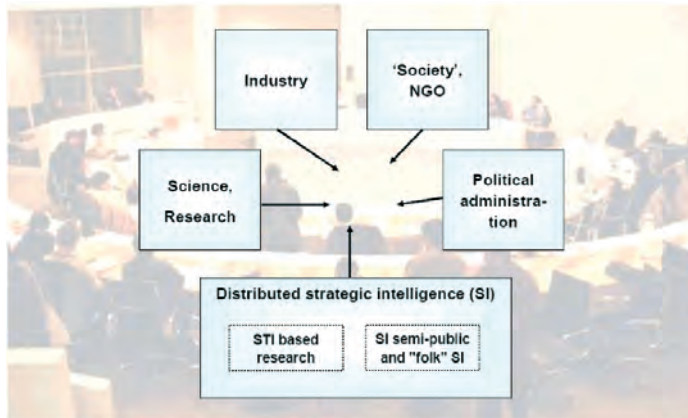 Industry
‘Society’,
NGO
Science,
Research
Political
administra-
tion
Distributed strategic intelligence (SI)
STI based
research
SI semi-public
and "folk" SI